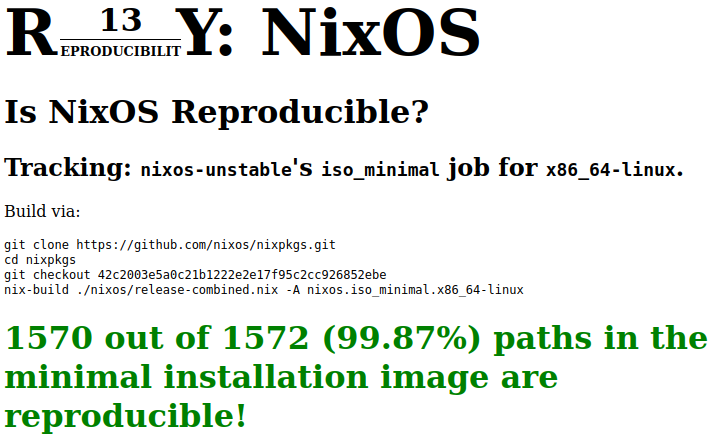 R 13 EPRODUCIBILIT Y: NixOS
Is NixOS Reproducible?
Tracking: nixos-unstable's iso_minimal job for x86_64-linux.
Build via:
git clone https://github.com/nixos/nixpkgs.git
cd nixpkgs
git checkout 42c2003e5a0c21b1222e2e17f95c2cc926852ebe
nix-build ./nixos/release-combined.nix -A nixos.iso_minimal.x86_64-linux
1570 out of 1572 (99.87%) paths in the
minimal installation image are
reproducible!